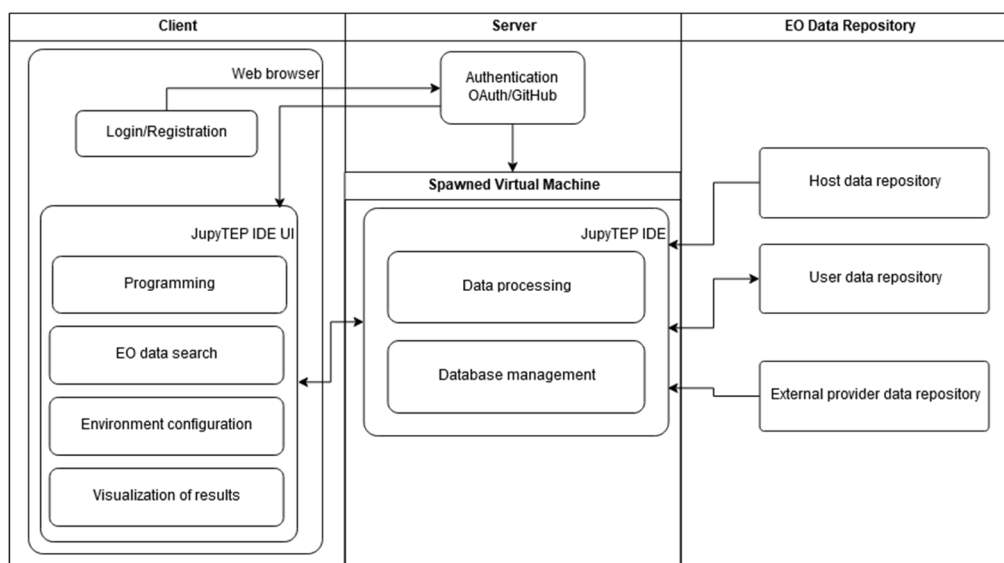 Client
Server
EO Data Repository
Web browser
Authentication
OAuth/GitHub
Login/Registration
Spawned Virtual Machine
Host data repository
JupyTEP IDE UI
JupyTEP IDE
Programming
Data processing
User data repository
EO data search
Database management
External provider data repository
Environment configuration
Visualization of results